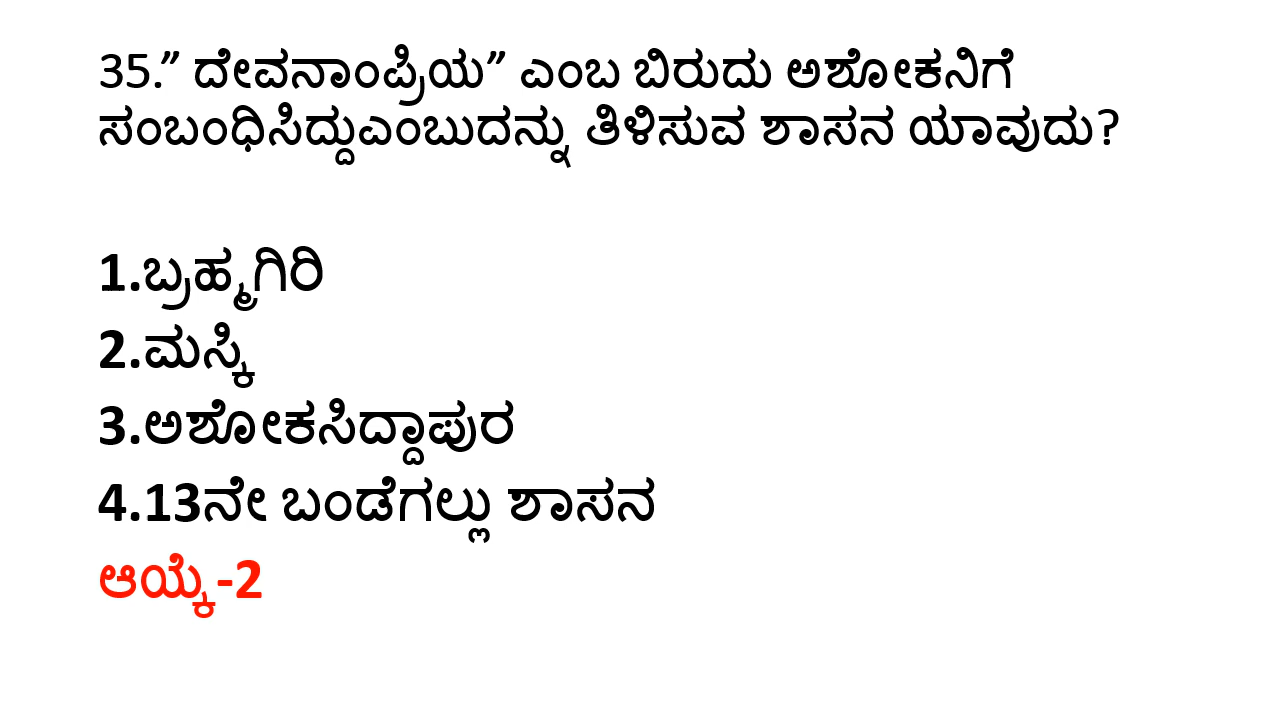 35.” ದೇವನಾಂಪ್ರಿಯ” ಎಂಬ ಬಿರುದು ಅಶೋಕನಿಗೆ
ಸಂಬಂಧಿಸಿದ್ದುಎಂಬುದನ್ನು ತಿಳಿಸುವ ಶಾಸನ ಯಾವುದು?
1.ಬ್ರಹ್ಮಗಿರಿ
2.ಮಸ್ಕಿ
3.ಅಶೋಕಸಿದ್ದಾಪುರ
4.13ನೇ ಬಂಡೆಗಲ್ಲು ಶಾಸನ
ಆಯ್ಕೆ-2